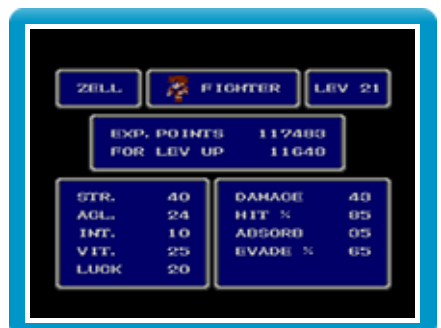 ZELL FIGHTER LEV 21
EXP. POINTS 117483
FOR LEV UP 11640
STR. 40
AGL. 24
INT. 10
VIT. 25
LUCK 20
DAMAGE 40
HIT % 85
ABSORB 05
EVADE % 65